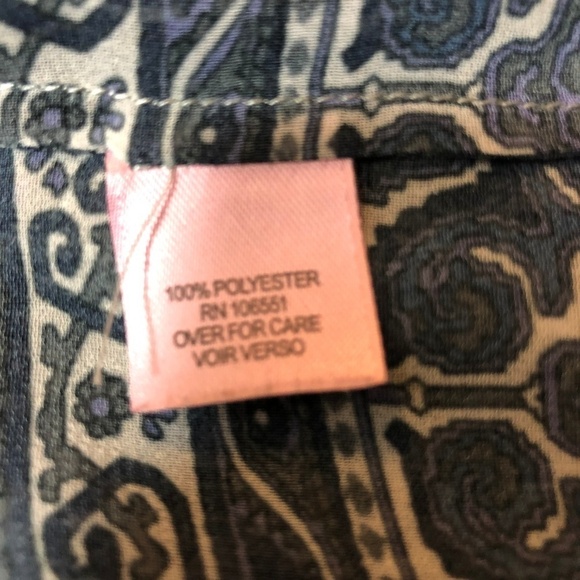 100% POLYESTER
RN 106551
OVER FOR CARE
VOIR VERSO